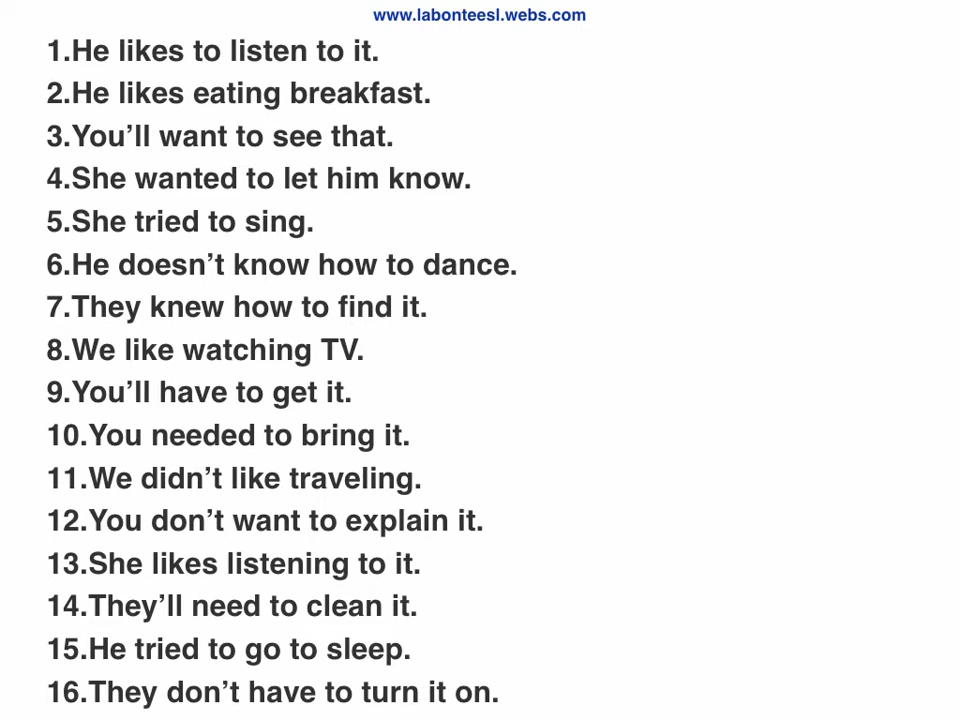 www.labonteesl.webs.com
1.He likes to listen to it.
2.He likes eating breakfast.
3.You’ll want to see that.
4.She wanted to let him know.
5.She tried to sing.
6.He doesn’t know how to dance.
7.They knew how to find it.
8.We like watching TV.
9.You’ll have to get it.
10.You needed to bring it.
11.We didn’t like traveling.
12.You don’t want to explain it.
13.She likes listening to it.
14.They’ll need to clean it.
15.He tried to go to sleep.
16.They don’t have to turn it on.